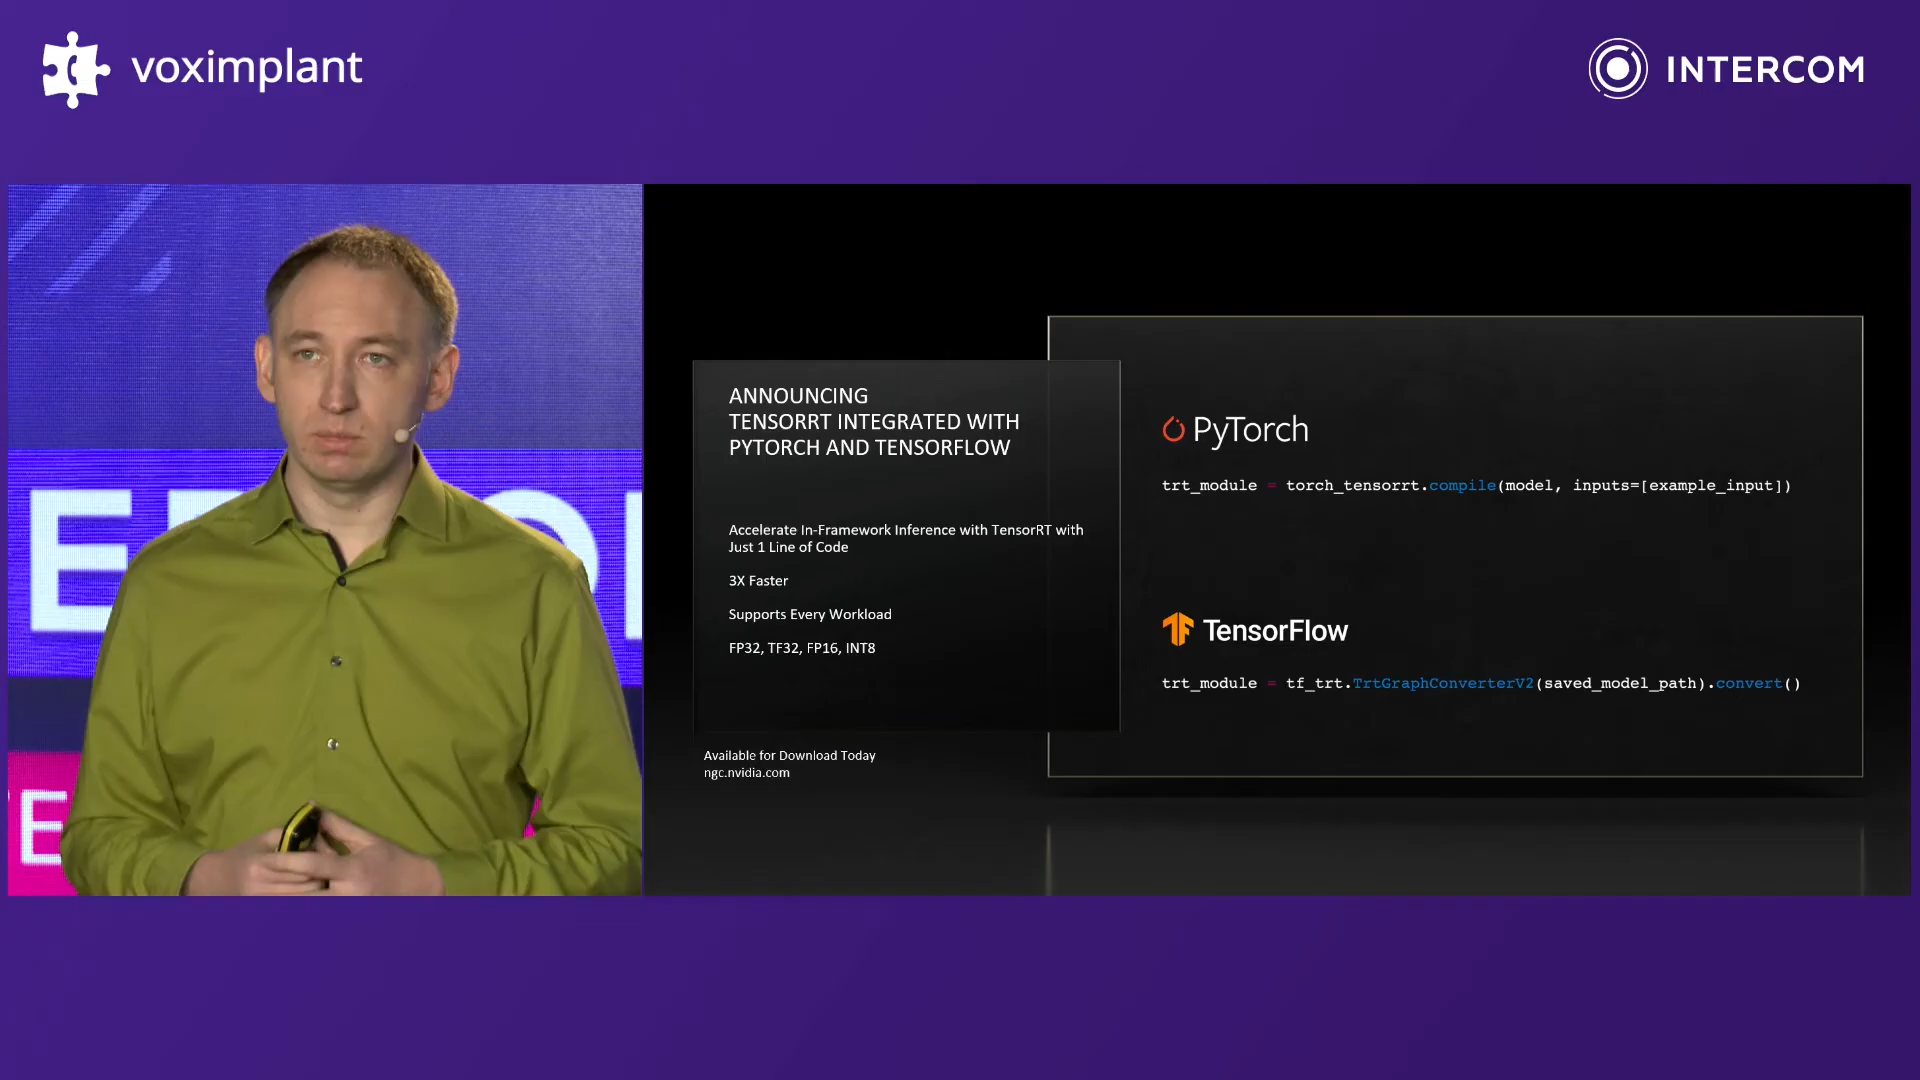 voximplant
INTERCOM
ANNOUNCING
TENSORRT INTEGRATED WITH
PYTORCH AND TENSORFLOW
Accelerate In-Framework Inference with TensorRT with
Just 1 Line of Code
3X Faster
Supports Every Workload
FP32, TF32, FP16, INT8
Available for Download Today
ngc.nvidia.com
PyTorch
trt_module = torch_tensorrt.compile(model, inputs=[example_input])
TensorFlow
trt_module = tf_trt.TrtGraphConverterV2(saved_model_path).convert()